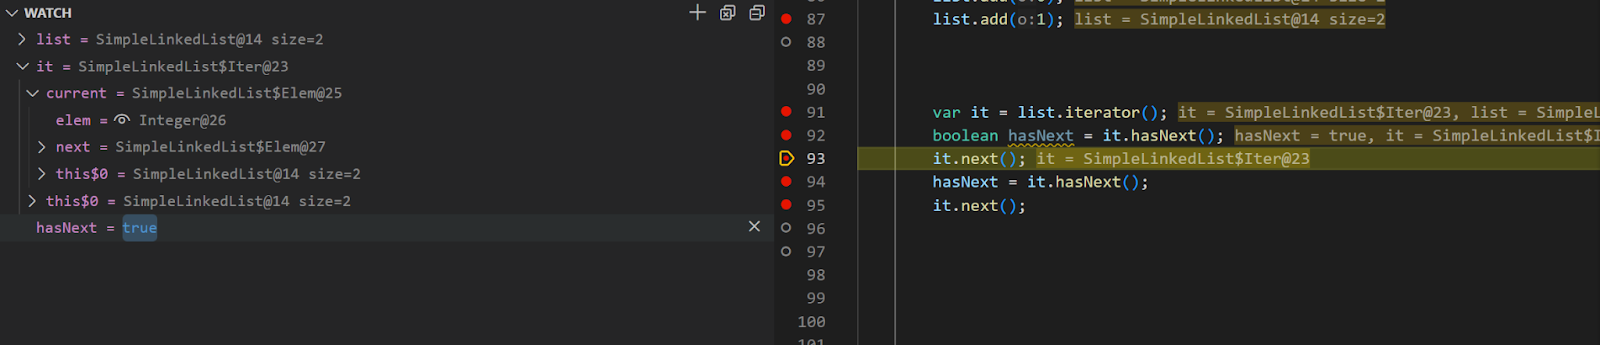 WATCH
list = SimpleLinkedList@14 size=2
it = SimpleLinkedList$Iter@23
current = SimpleLinkedList$Elem@25
elem = Integer@26
next = SimpleLinkedList$Elem@27
this$0 = SimpleLinkedList@14 size=2
this$0 = SimpleLinkedList@14 size=2
hasNext = true
87 list.add(o:1); list = SimpleLinkedList@14 size=2
88
89
90
91 var it = list.iterator(); it = SimpleLinkedList$Iter@23, list = SimpleL
92 boolean hasNext = it.hasNext(); hasNext = true, it = SimpleLinkedList$I
93 it.next(); it = SimpleLinkedList$Iter@23
94 hasNext = it.hasNext();
95 it.next();
96
97
98
99
100